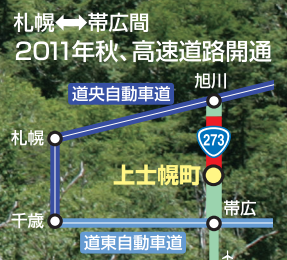 札幌⬌帯広間
2011年秋、高速道路開通
旭川
道央自動車道
札幌
273
上士幌町
千歳
帯広
道東自動車道